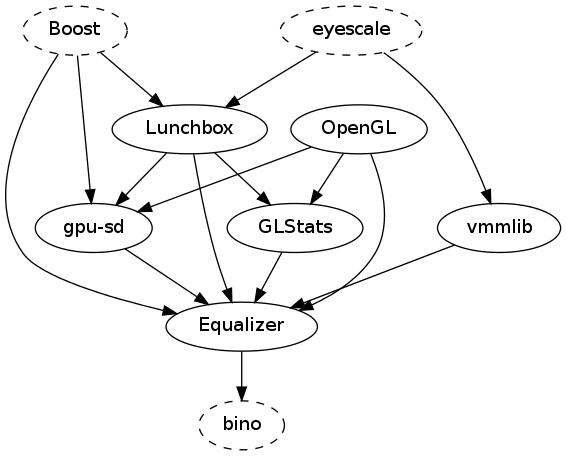 Boost
eyescale
Lunchbox
OpenGL
gpu-sd
GLStats
vmmlib
Equalizer
bino